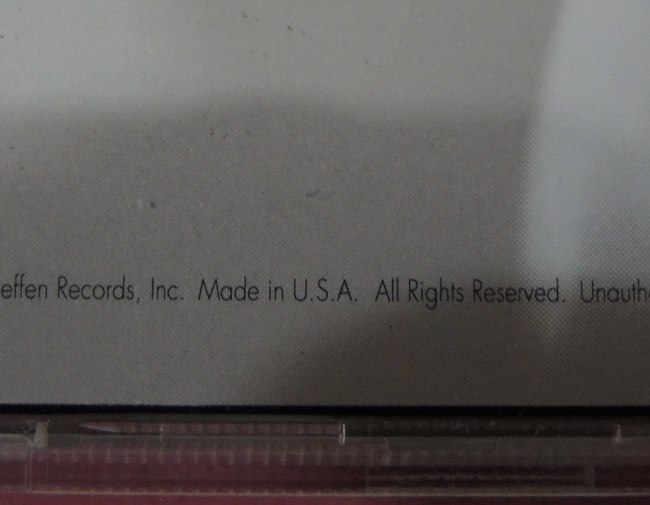 effen Records, Inc. Made in U.S.A. All Rights Reserved. Unauth